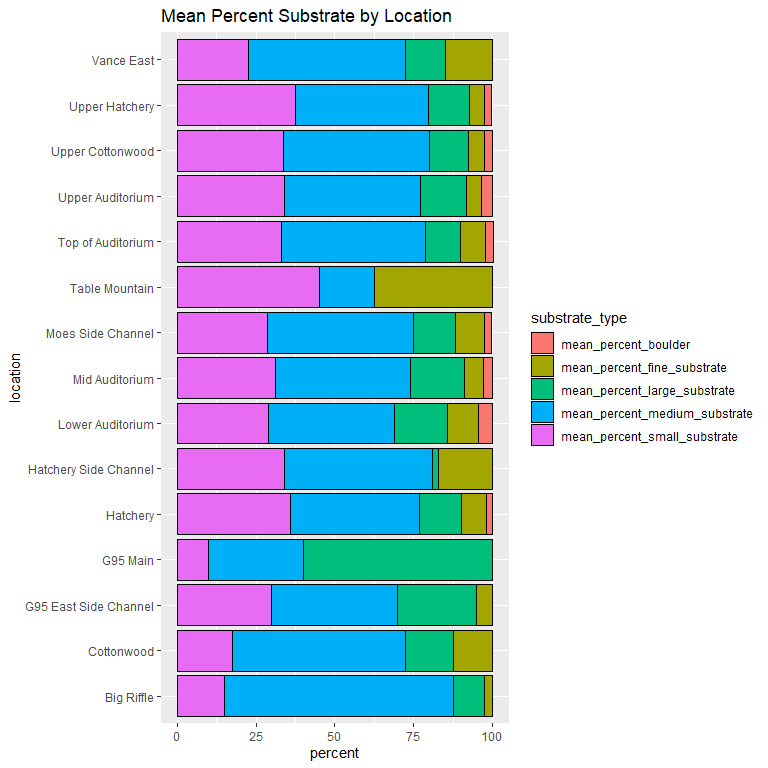 Mean Percent Substrate by Location
Vance East
Upper Hatchery
Upper Cottonwood
Upper Auditorium
Top of Auditorium
Table Mountain
Moes Side Channel
Mid Auditorium
Lower Auditorium
Hatchery Side Channel
Hatchery
G95 Main
G95 East Side Channel
Cottonwood
Big Riffle
location
0 25 50 75 100
percent
substrate_type
mean_percent_boulder
mean_percent_fine_substrate
mean_percent_large_substrate
mean_percent_medium_substrate
mean_percent_small_substrate